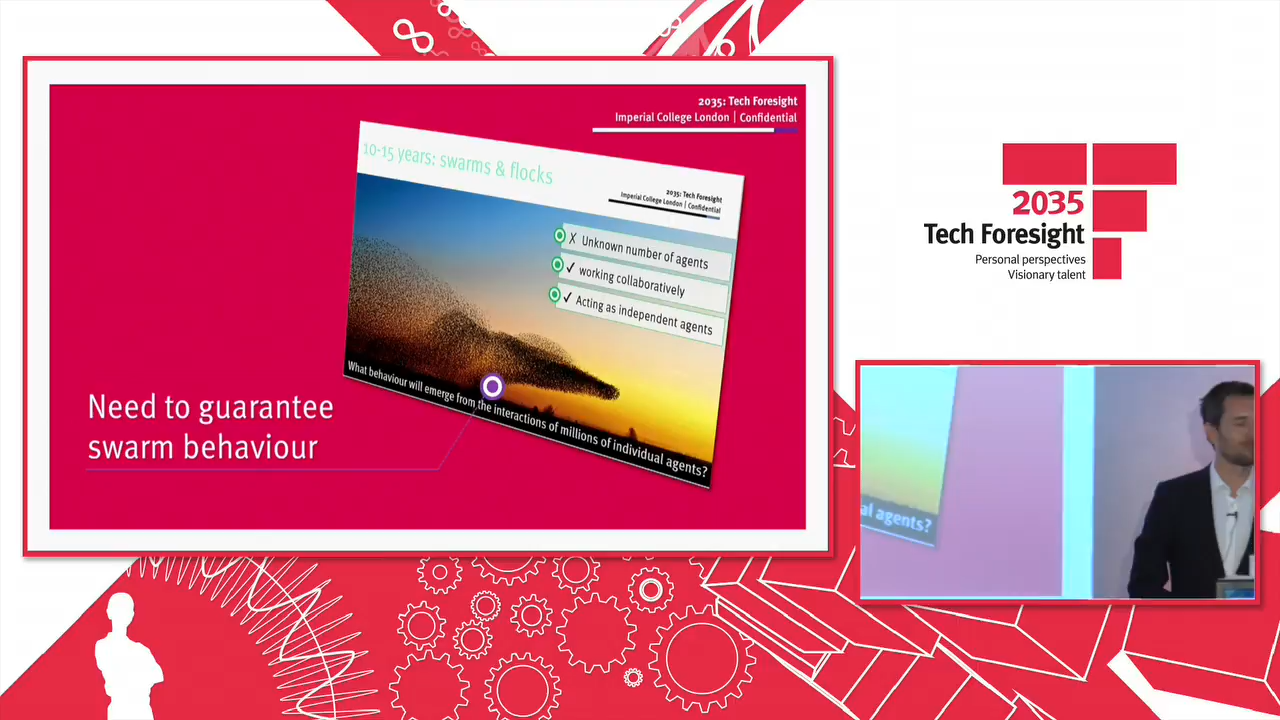 2035: Tech Foresight
Imperial College London | Confidential
10-15 years: swarms & flocks
2035: Tech Foresight
Imperial College London | Confidential
X Unknown number of agents
✓ working collaboratively
✓ Acting as independent agents
What behaviour will emerge from the interactions of millions of individual agents?
Need to guarantee
swarm behaviour
2035
Tech Foresight
Personal perspectives
Visionary talent
al agents?